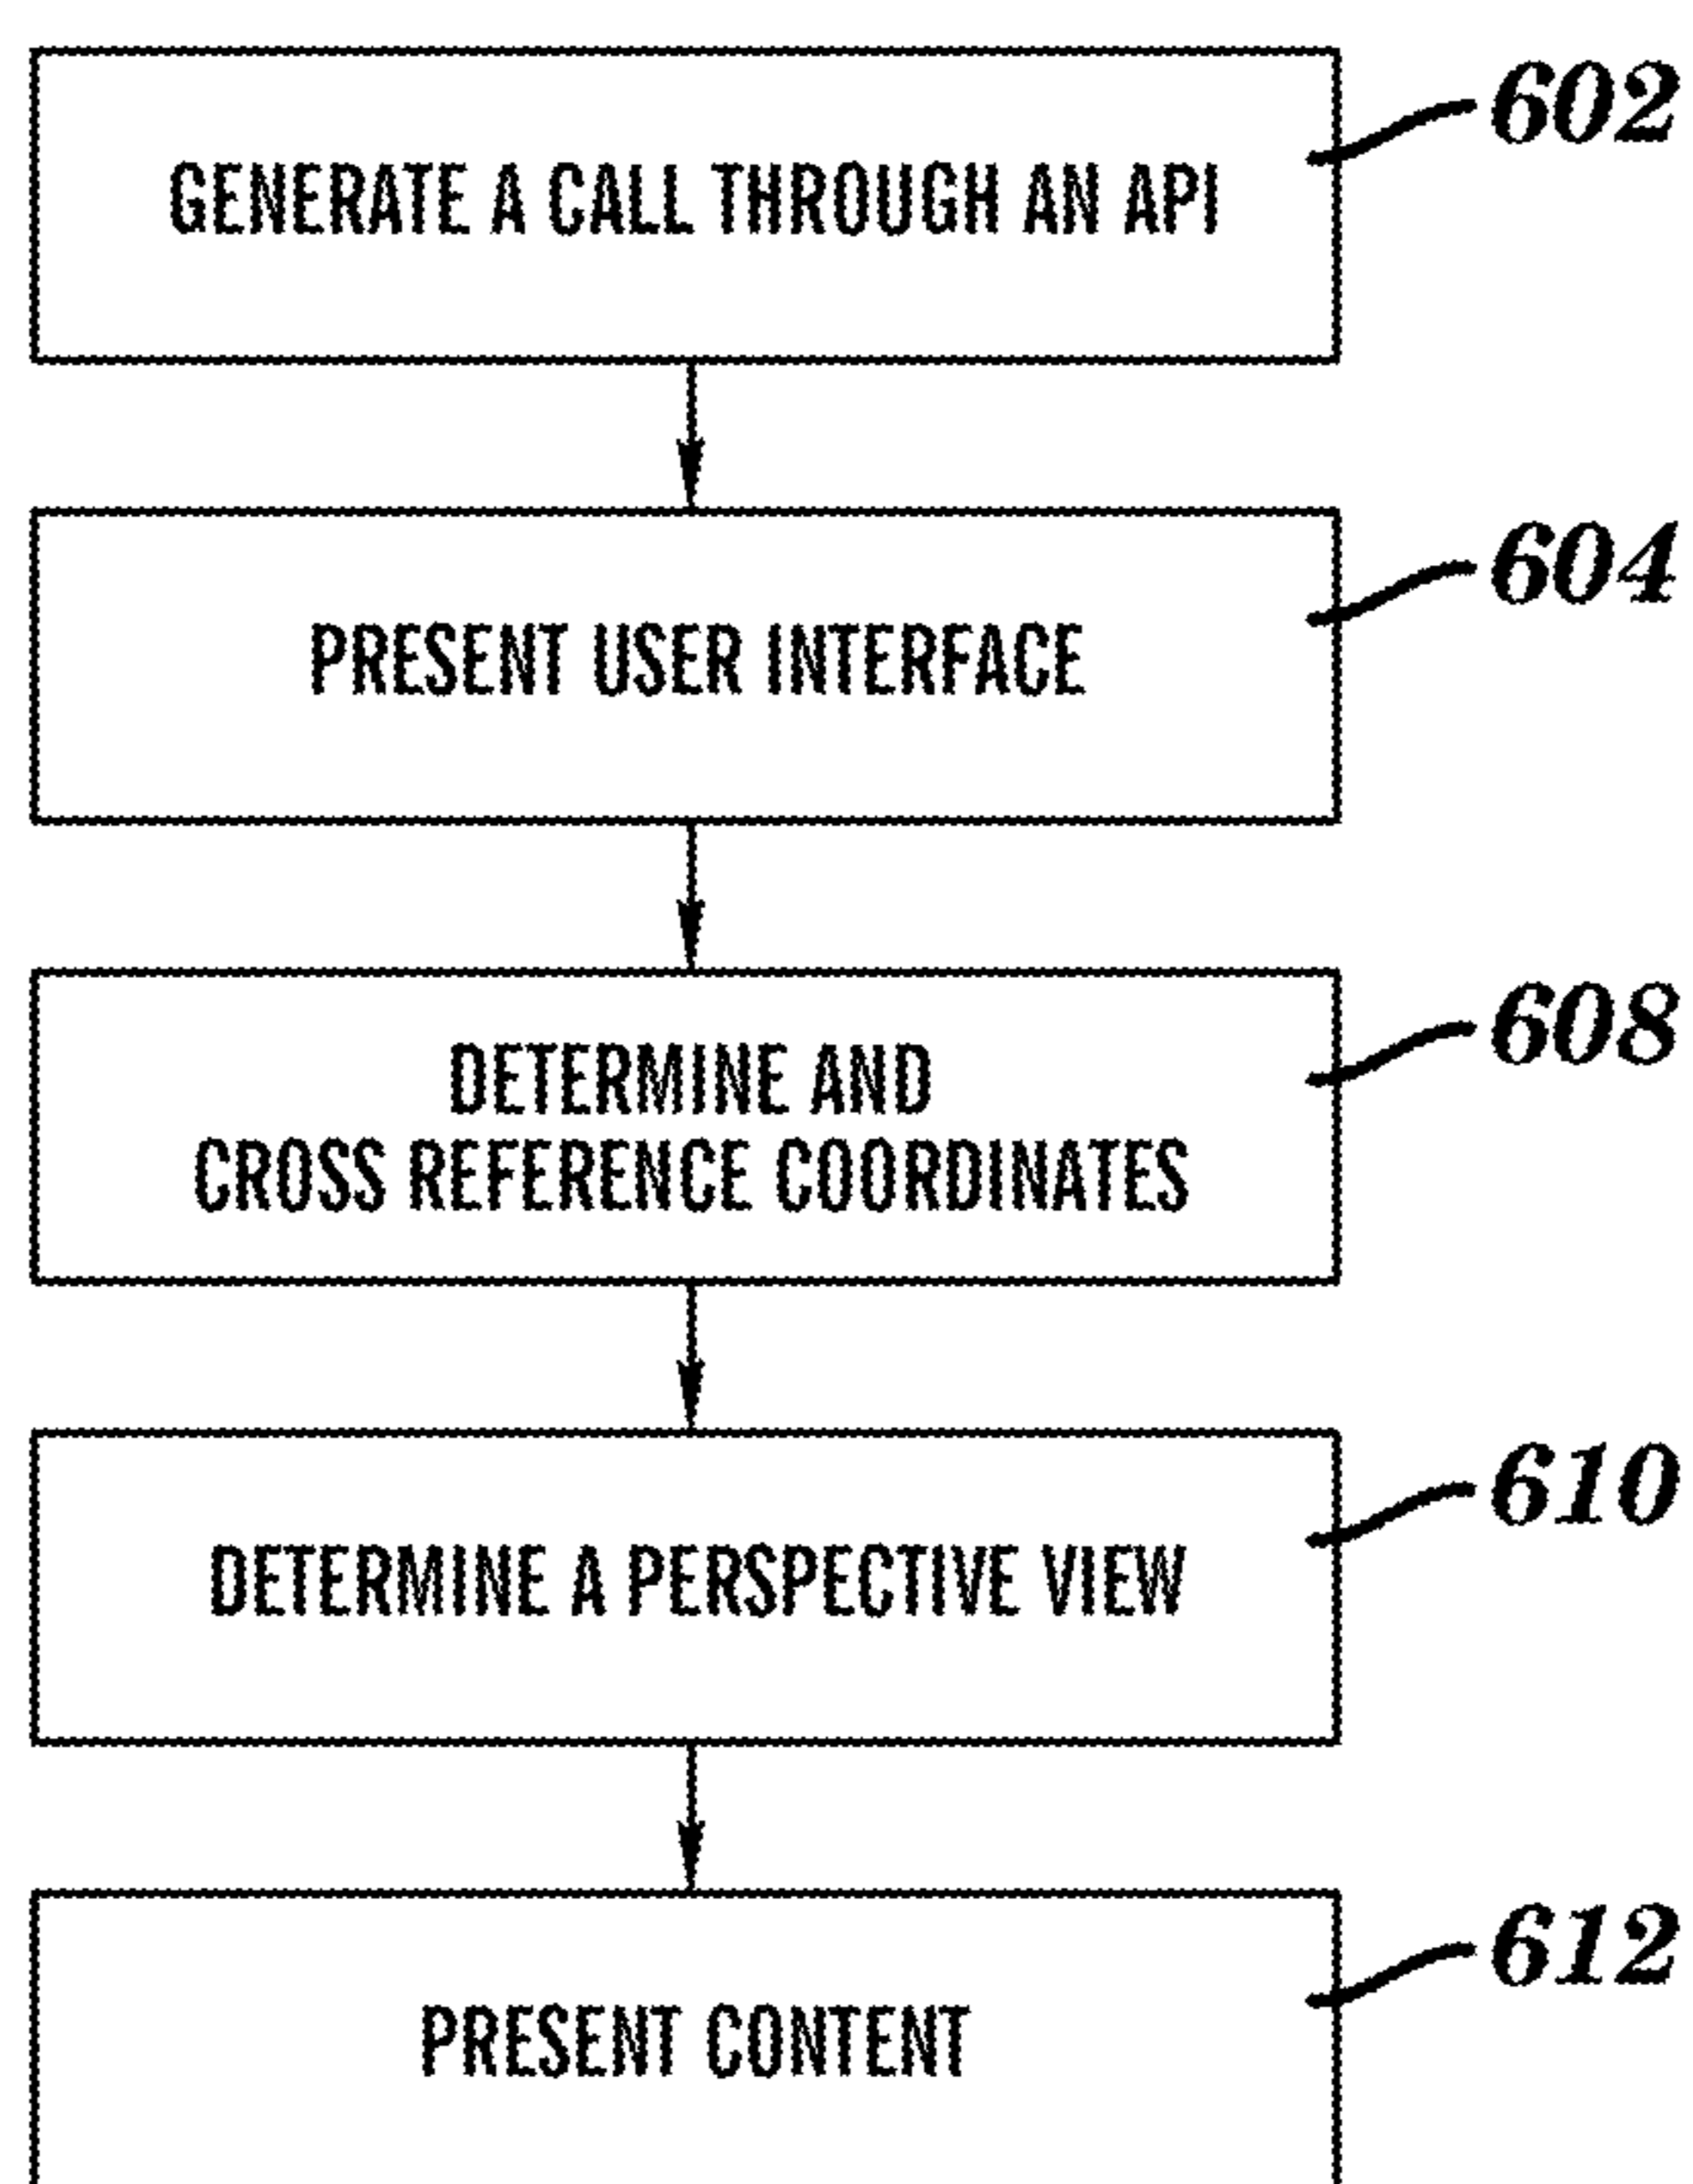 602
GENERATE A CALL THROUGH AN API
604
PRESENT USER INTERFACE
608
DETERMINE AND
CROSS REFERENCE COORDINATES
610
DETERMINE A PERSPECTIVE VIEW
612
PRESENT CONTENT